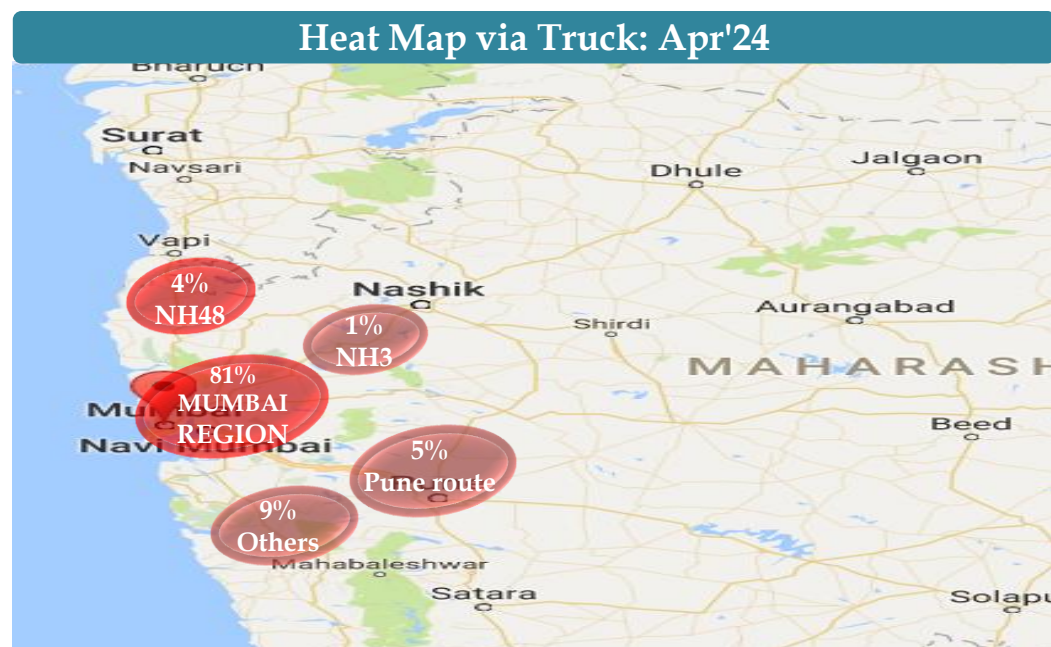 Heat Map via Truck: Apr'24
Bharuch
Surat
Navsari
Dhule
Jalgaon
Vapi
4%
NH48
Nashik
Aurangabad
1%
NH3
Shirdi
MAHARASH
81%
MUMBAI
REGION
Mumbai
Navi Mumbai
Beed
5%
Pune route
9%
Others
Mahabaleshwar
Satara
Solapu